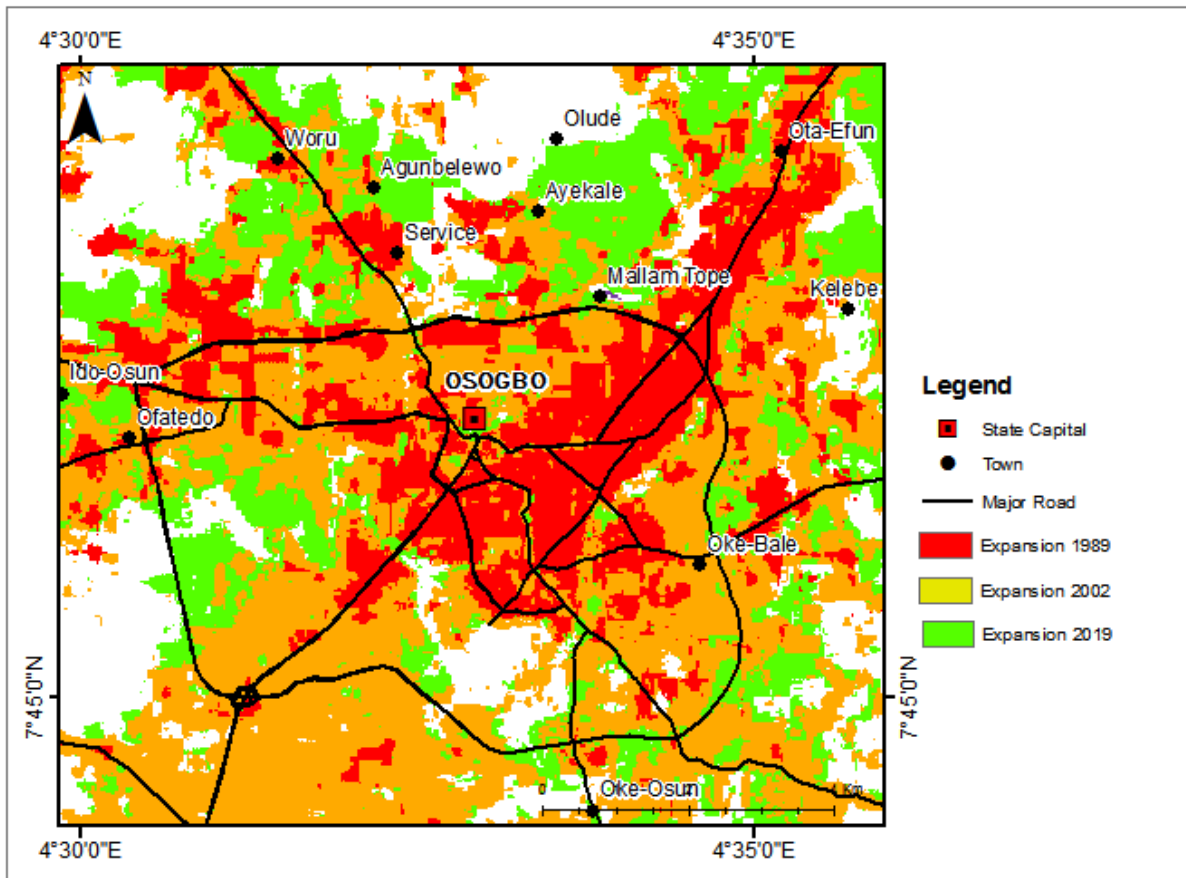 4°30'0"E
4°35'0"E
N
Olude
Ota-Efun
Woru
Agunbelewo
Ayekale
Service
Mallam Tope
Kelebe
Ido-Osun
OSOGBO
Ofatedo
Oke-Bale
7°45'0"N
7°45'0"N
Oke-Osun
0
Km
4°30'0"E
4°35'0"E
Legend
State Capital
Town
Major Road
Expansion 1989
Expansion 2002
Expansion 2019